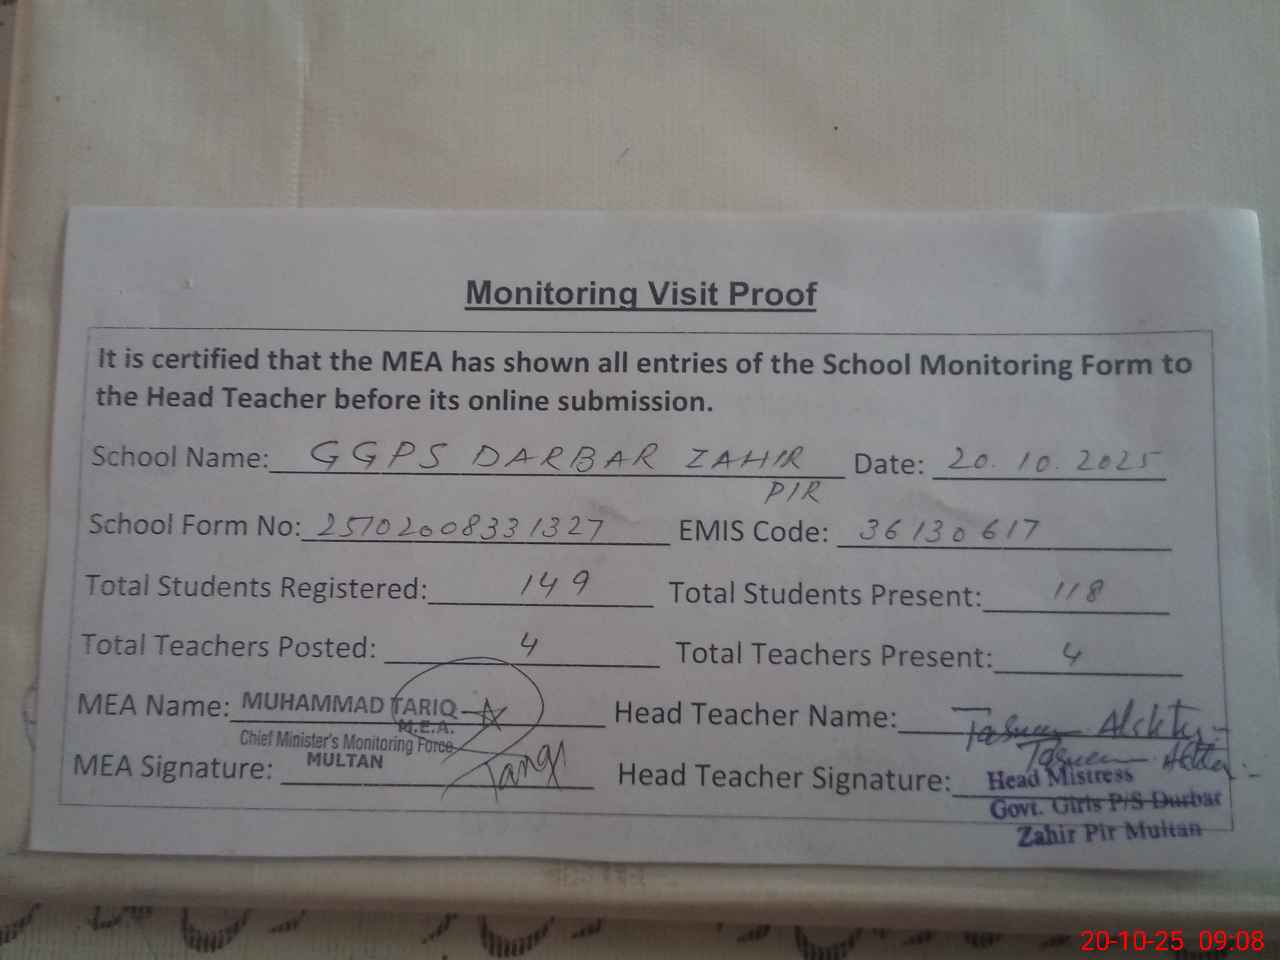 Monitoring Visit Proof
It is certified that the MEA has shown all entries of the School Monitoring Form to
the Head Teacher before its online submission.
School Name: GGPS DARBAR ZAHIR Date: 20.10.2025
PIR
School Form No: 25702008331327 EMIS Code: 36130617
Total Students Registered: 149 Total Students Present: 118
Total Teachers Posted: 4 Total Teachers Present: 4
MEA Name: MUHAMMAD TARIQ Head Teacher Name:
M.E.A.
Chief Minister's Monitoring Force
MULTAN
MEA Signature: Tariq Head Teacher Signature:
Head Mistress
Govt. Girls P/S Durbar
Zahir Pir Multan
20-10-25 09:08